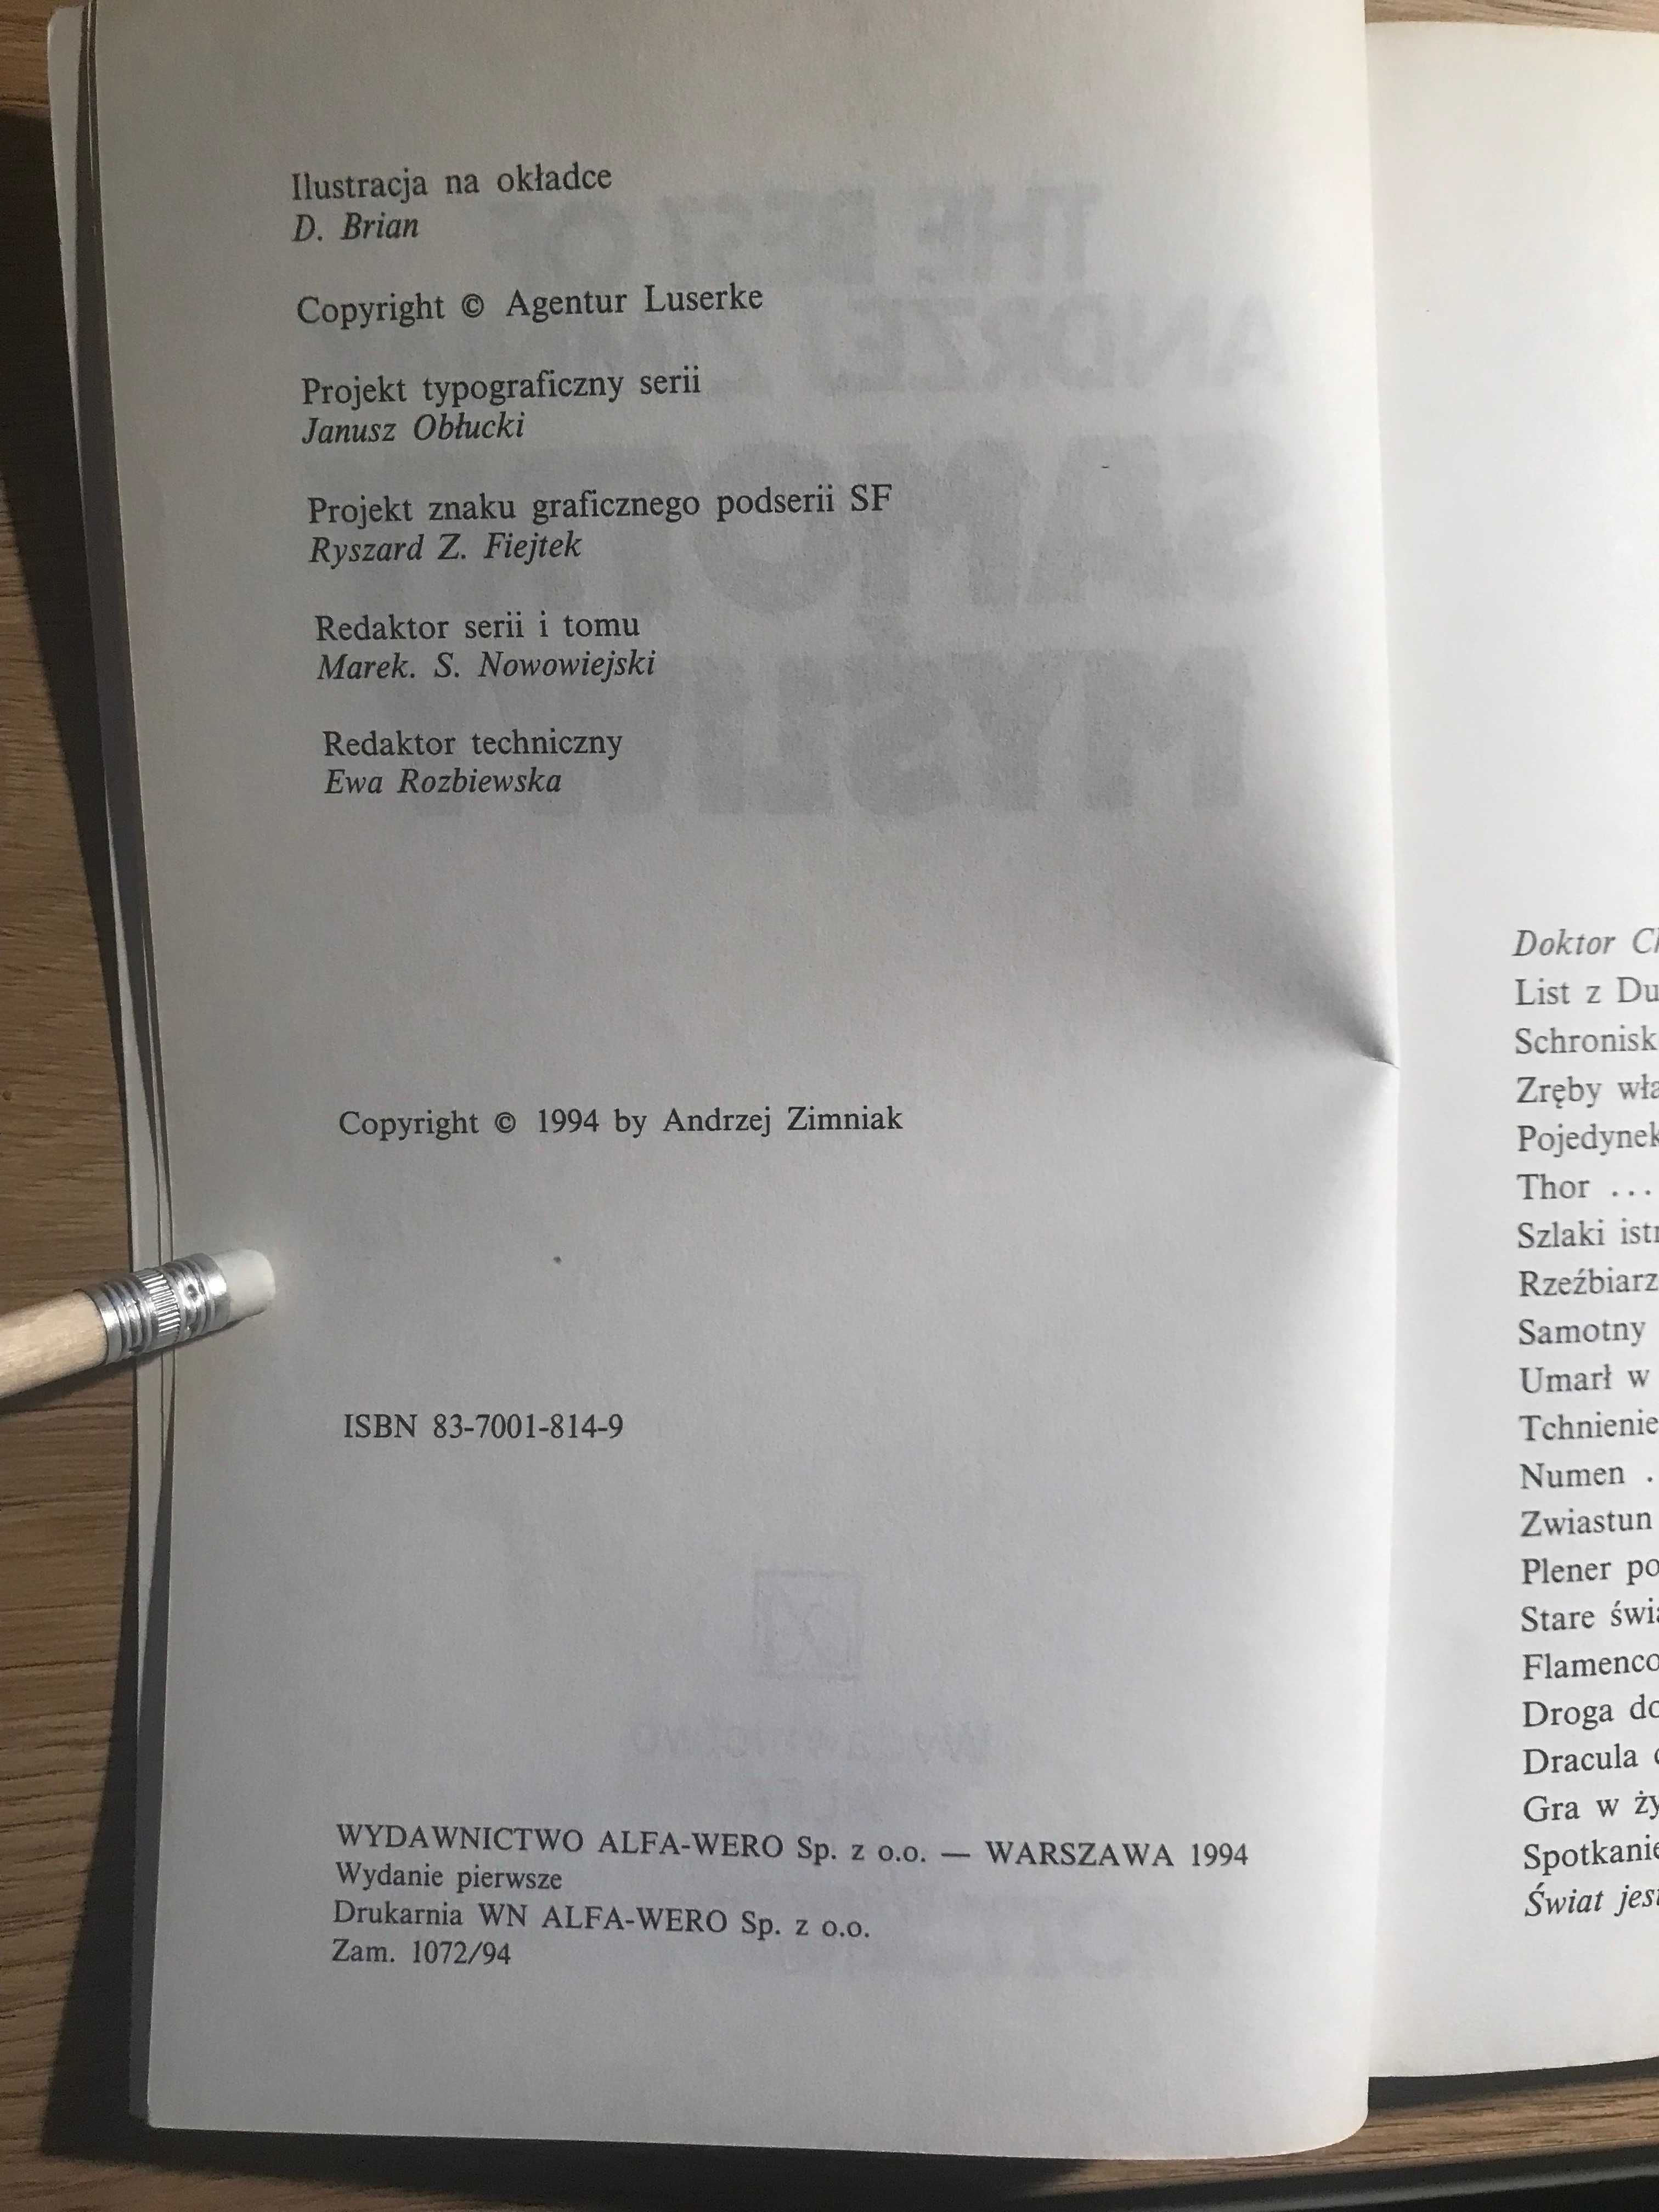 Ilustracja na okładce
D. Brian
Copyright © Agentur Luserke
Projekt typograficzny serii
Janusz Obłucki
Projekt znaku graficznego podserii SF
Ryszard Z. Fiejtek
Redaktor serii i tomu
Marek. S. Nowowiejski
Redaktor techniczny
Ewa Rozbiewska
Copyright © 1994 by Andrzej Zimniak
ISBN 83-7001-814-9
WYDAWNICTWO ALFA-WERO Sp. z o.o. — WARSZAWA 1994
Wydanie pierwsze
Drukarnia WN ALFA-WERO Sp. z o.o.
Zam. 1072/94
Doktor
List z
Schronisk
Zręby
Pojedynek
Thor ...
Szlaki
Rzeźbiarz
Samotny
Umarł w
Tchnienie
Numen .
Zwiastun
Plener
Stare
Flamenco
Droga
Dracula
Gra w
Spotkanie
Świat